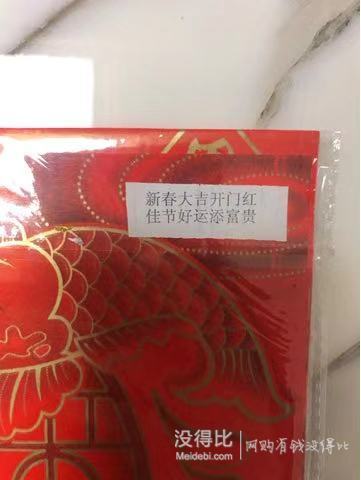 新春大吉开门红
佳节好运添富贵
没得比
Meidebi.com
网购有钱没得比